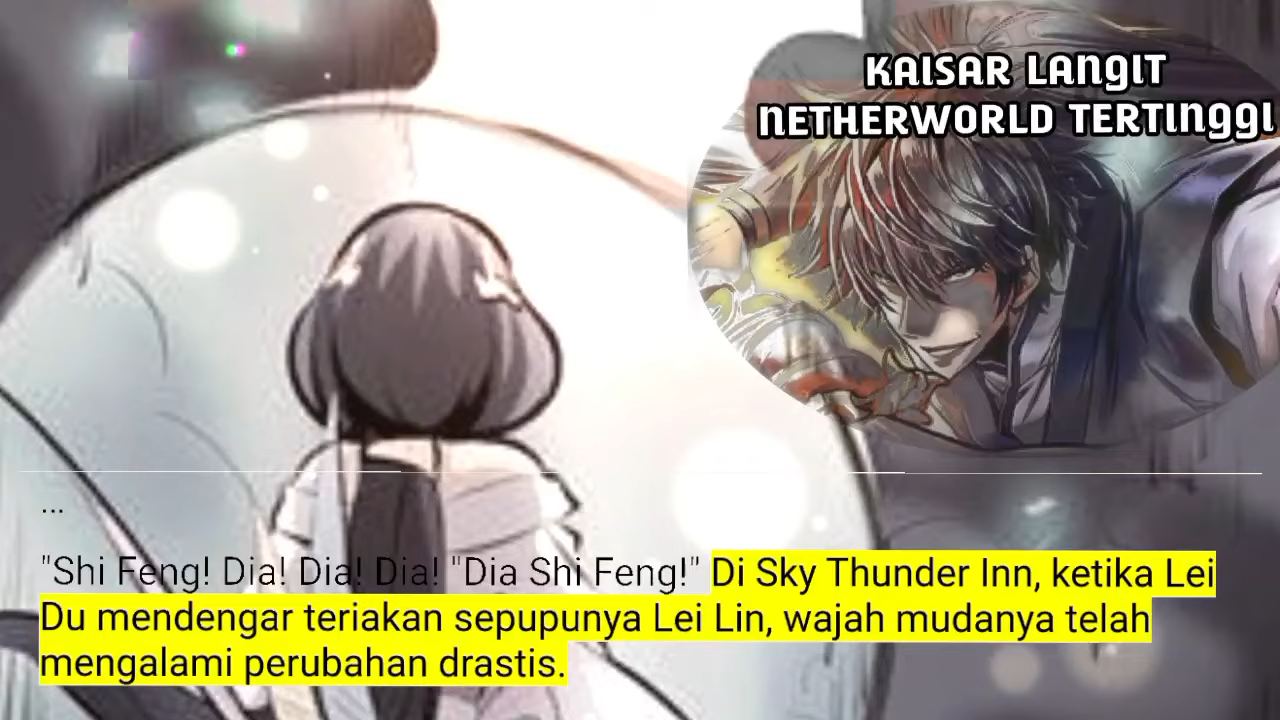 KAISAR LANGIT
NETHERWORLD TERTINGGI
...
"Shi Feng! Dia! Dia! Dia! "Dia Shi Feng!" Di Sky Thunder Inn, ketika Lei
Du mendengar teriakan sepupunya Lei Lin, wajah mudanya telah
mengalami perubahan drastis.